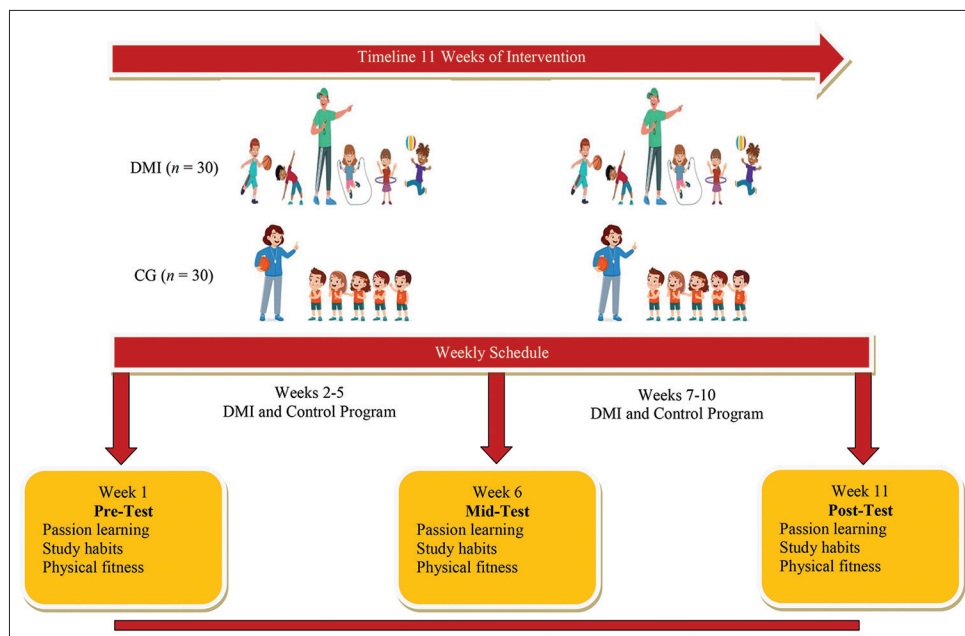 Timeline 11 Weeks of Intervention
DMI (n = 30)
CG (n = 30)
Weekly Schedule
Weeks 2-5
DMI and Control Program
Weeks 7-10
DMI and Control Program
Week 1
Pre-Test
Passion learning
Study habits
Physical fitness
Week 6
Mid-Test
Passion learning
Study habits
Physical fitness
Week 11
Post-Test
Passion learning
Study habits
Physical fitness